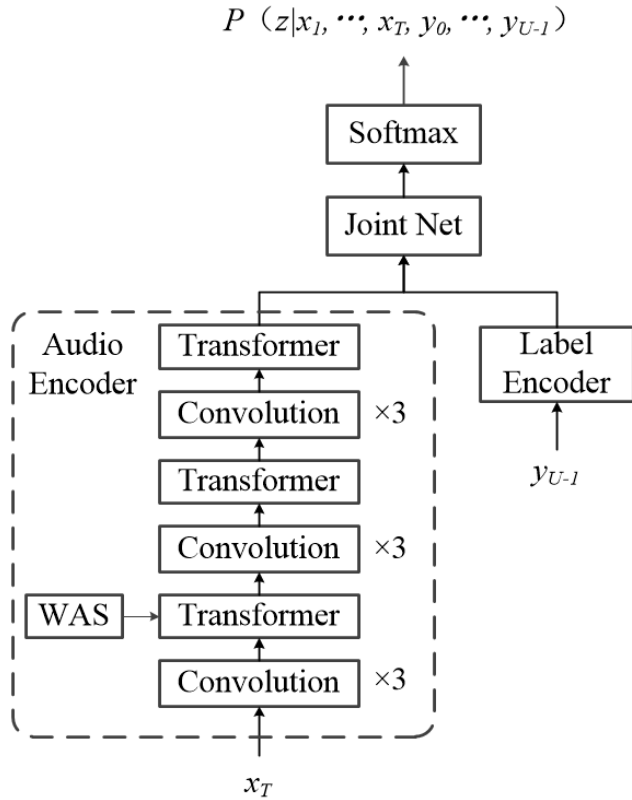 P（z|x1, ···, xT, y0, ···, yU-1）
Softmax
Joint Net
Audio
Encoder
Transformer
Label
Encoder
Convolution ×3
Transformer
yU-1
Convolution ×3
WAS
Transformer
Convolution ×3
xT